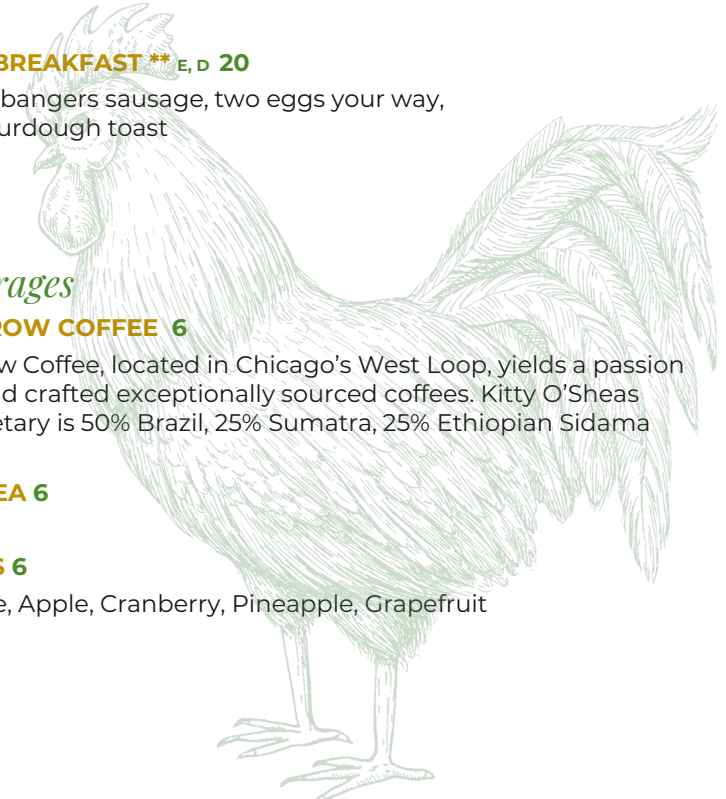 BREAKFAST ** E, D 20
bangers sausage, two eggs your way,
urdough toast
rages
ROW COFFEE 6
w Coffee, located in Chicago’s West Loop, yields a passion
d crafted exceptionally sourced coffees. Kitty O’Sheas
etary is 50% Brazil, 25% Sumatra, 25% Ethiopian Sidama
EA 6
S 6
e, Apple, Cranberry, Pineapple, Grapefruit